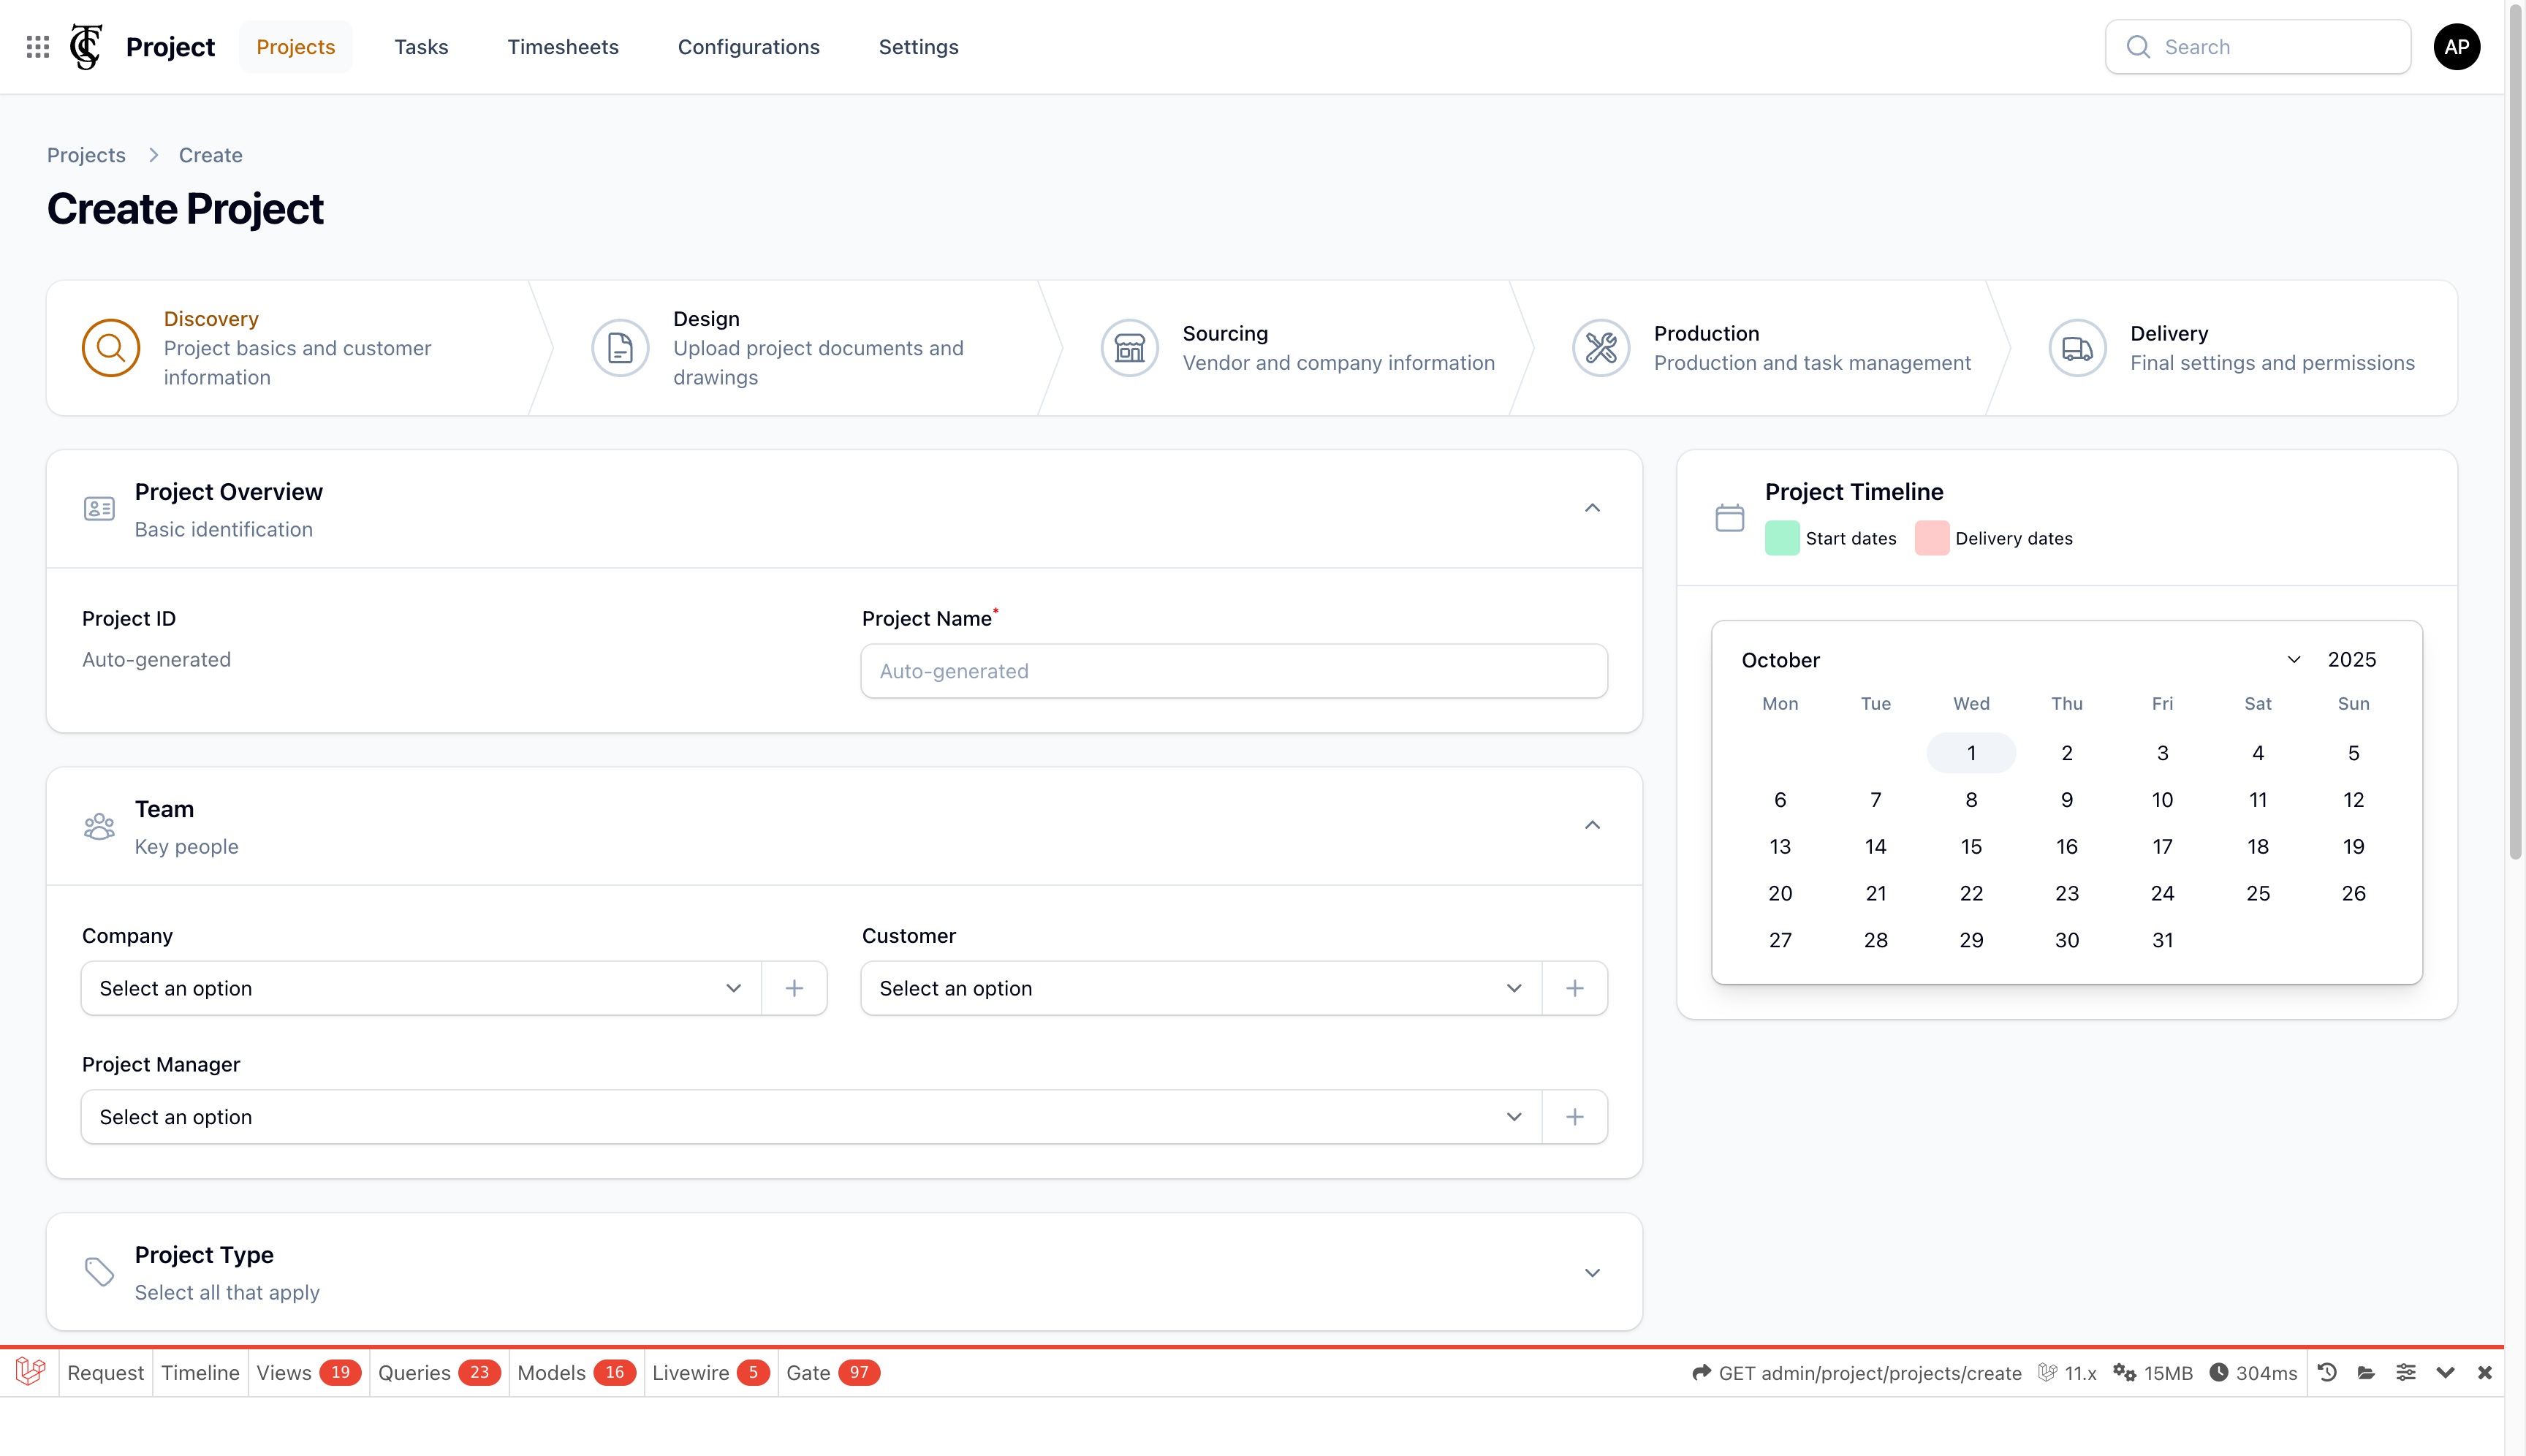 Project
Projects
Tasks
Timesheets
Configurations
Settings
Search
AP
Projects > Create
Create Project
Discovery
Project basics and customer
information
Design
Upload project documents and
drawings
Sourcing
Vendor and company information
Production
Production and task management
Delivery
Final settings and permissions
Project Overview
Basic identification
Project ID
Auto-generated
Project Name*
Auto-generated
Team
Key people
Company
Select an option
Customer
Select an option
Project Manager
Select an option
Project Type
Select all that apply
Project Timeline
Start dates
Delivery dates
October 2025
Mon Tue Wed Thu Fri Sat Sun
1 2 3 4 5
6 7 8 9 10 11 12
13 14 15 16 17 18 19
20 21 22 23 24 25 26
27 28 29 30 31
Request Timeline Views 19 Queries 23 Models 16 Livewire 5 Gate 97 GET admin/project/projects/create 11.x 15MB 304ms